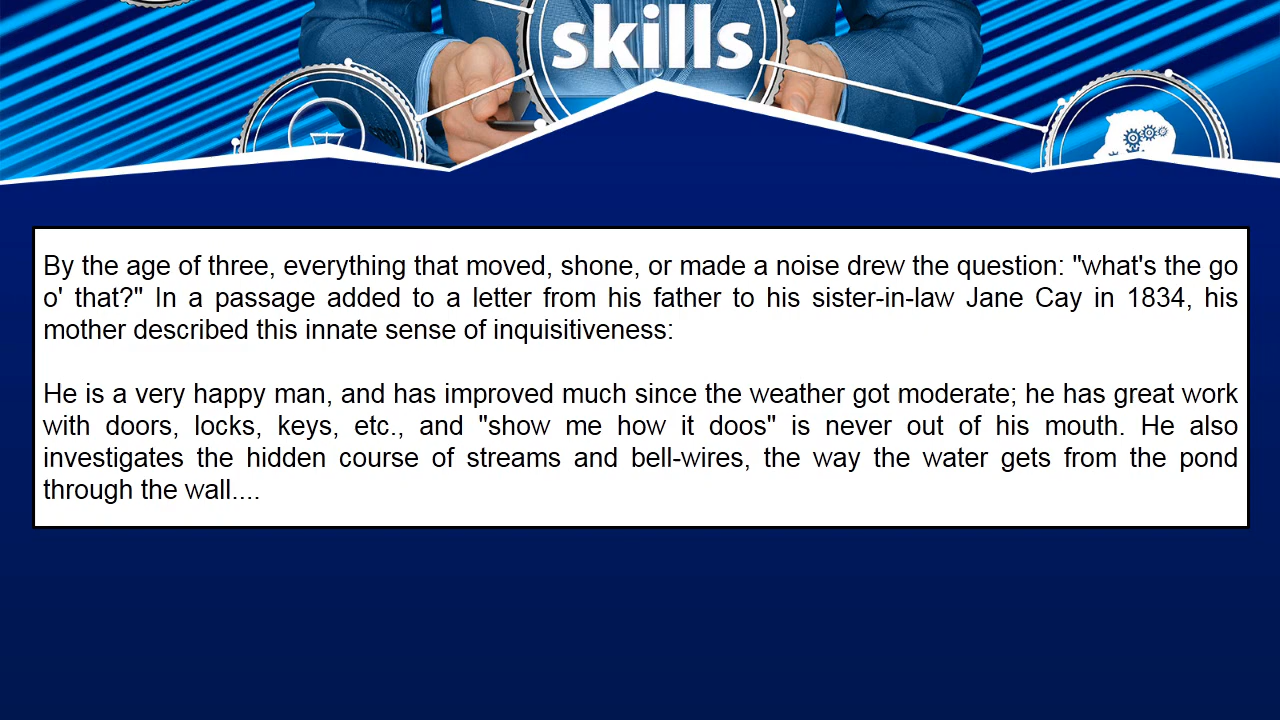 skills
By the age of three, everything that moved, shone, or made a noise drew the question: "what's the go
o' that?" In a passage added to a letter from his father to his sister-in-law Jane Cay in 1834, his
mother described this innate sense of inquisitiveness:
He is a very happy man, and has improved much since the weather got moderate; he has great work
with doors, locks, keys, etc., and "show me how it doos" is never out of his mouth. He also
investigates the hidden course of streams and bell-wires, the way the water gets from the pond
through the wall....